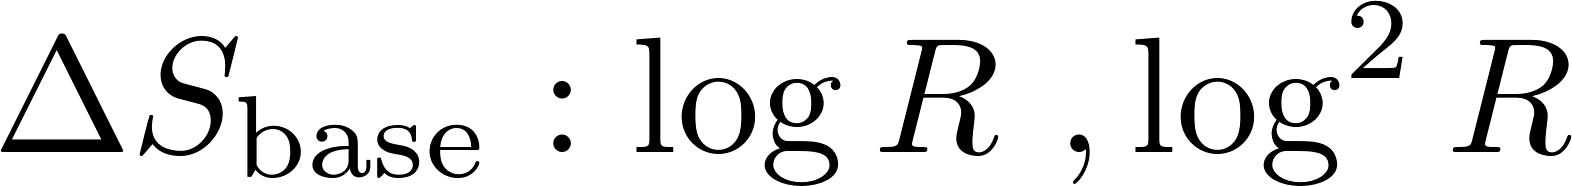 ΔS_base : log R , log² R